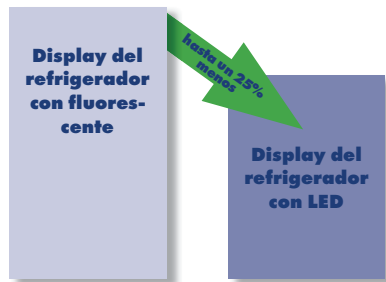 Display del
refrigerador
con fluores-
cente
hasta un 25%
menos
Display del
refrigerador
con LED